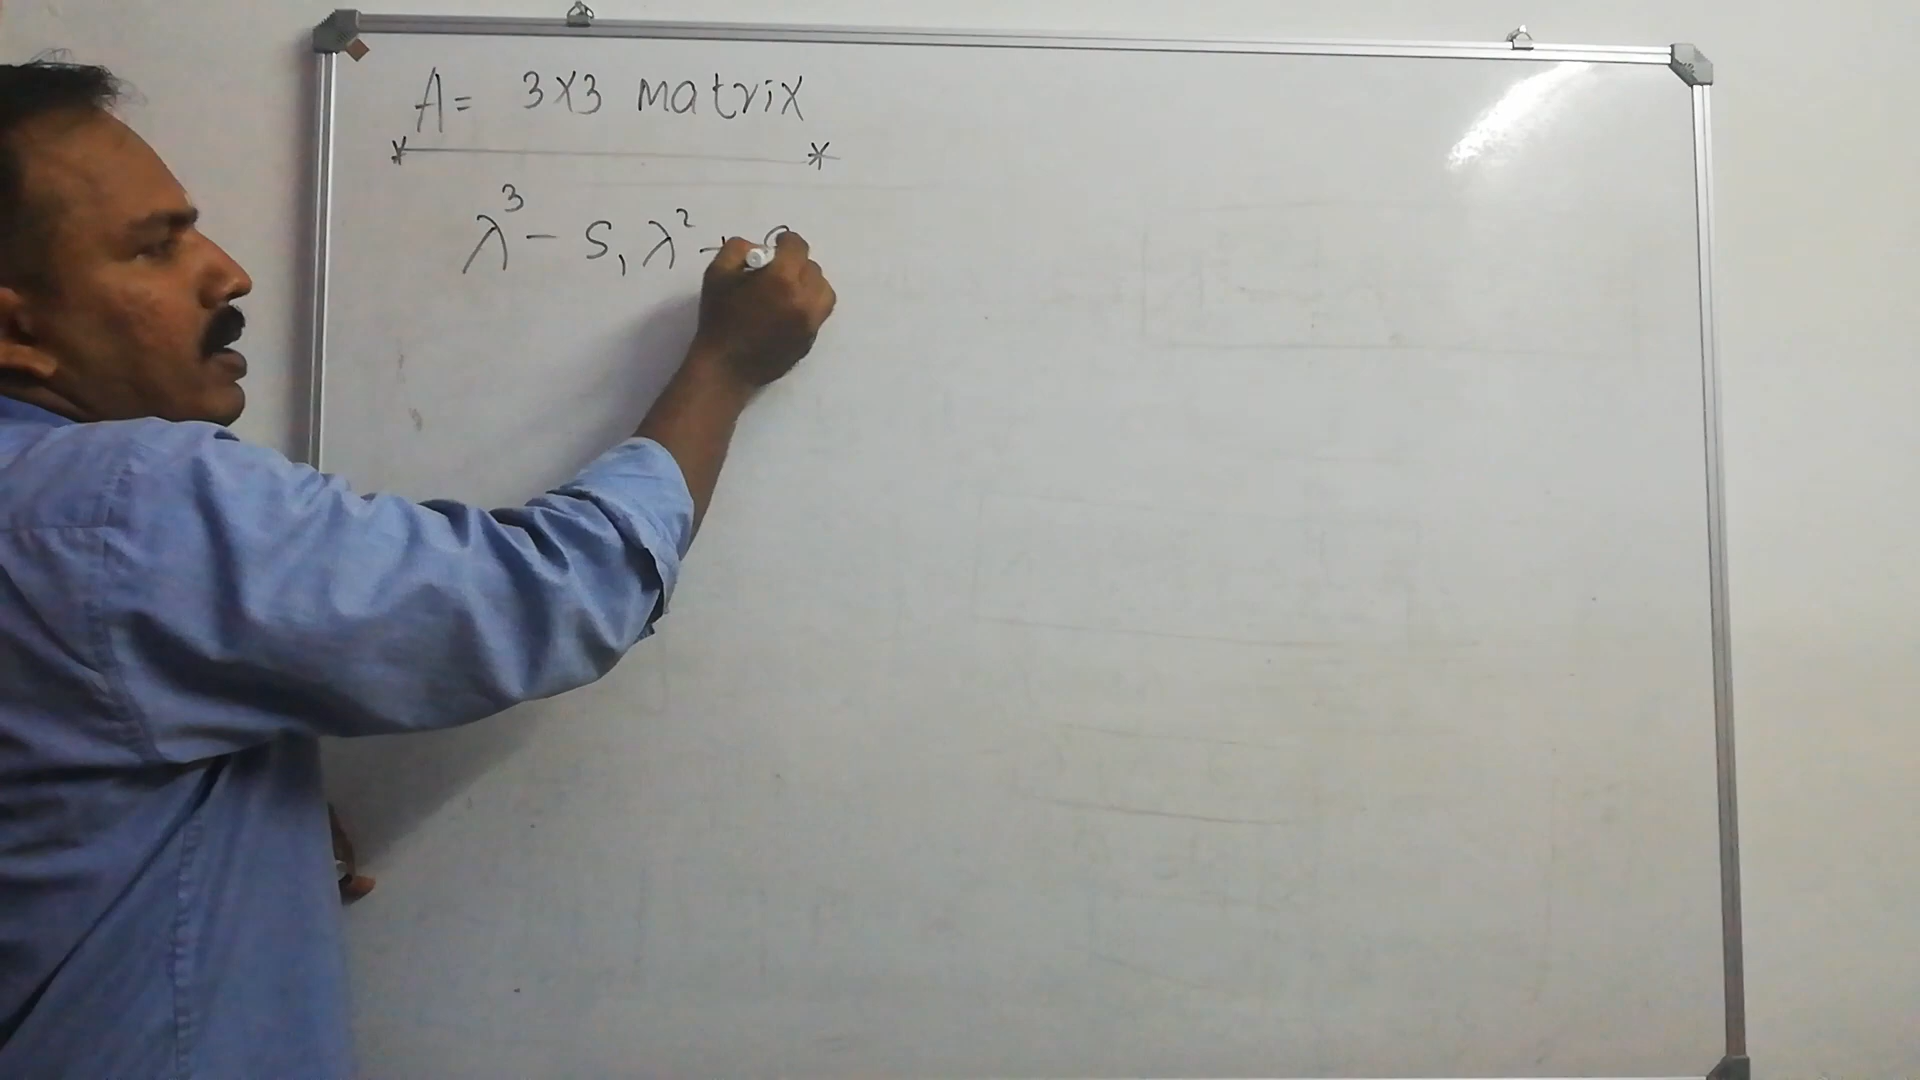 A = 3X3 matrix
λ³ - S₁ λ² +